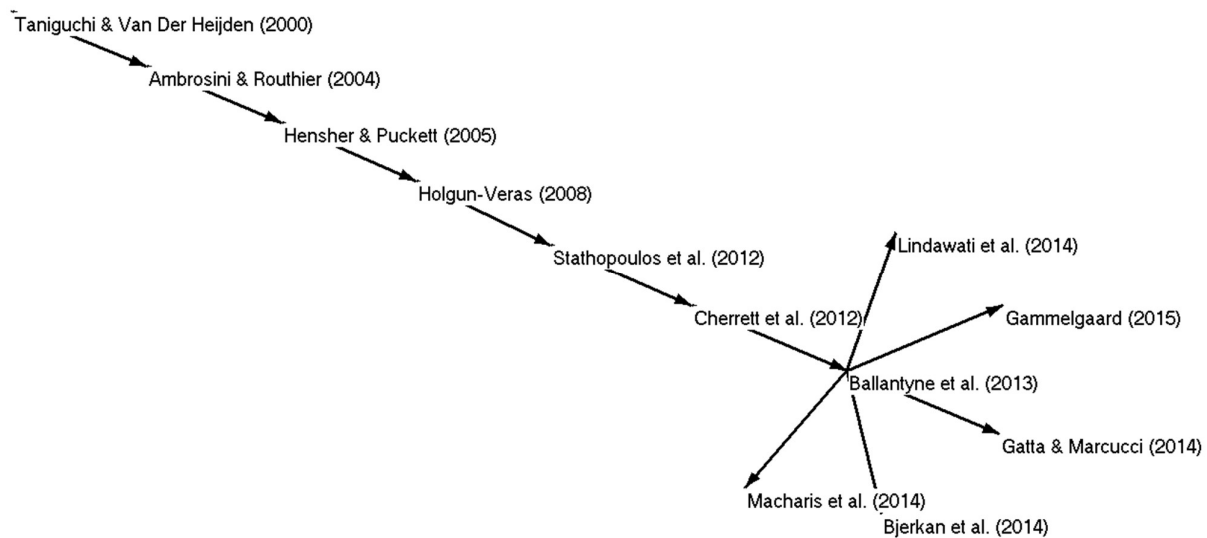 Taniguchi & Van Der Heijden (2000)
Ambrosini & Routhier (2004)
Hensher & Puckett (2005)
Holgun-Veras (2008)
Stathopoulos et al. (2012)
Lindawati et al. (2014)
Cherrett et al. (2012)
Gammelgaard (2015)
Ballantyne et al. (2013)
Gatta & Marcucci (2014)
Macharis et al. (2014)
Bjerkan et al. (2014)